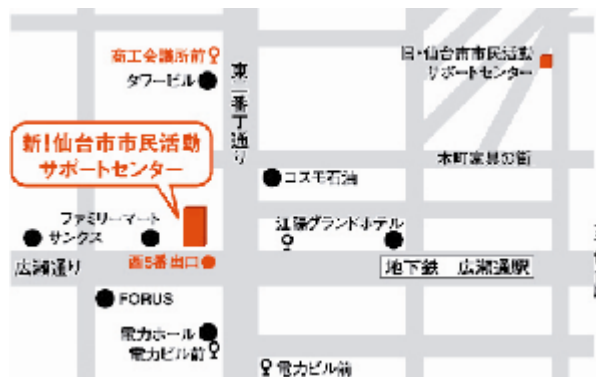 商工会議所前
タワービル
東二番丁通り
旧・仙台市市民活動
サポートセンター
新!仙台市市民活動
サポートセンター
本町家具の街
コスモ石油
ファミリーマート
サンクス
江陽グランドホテル
広瀬通り
西5番出口
地下鉄 広瀬通駅
FORUS
電力ホール
電力ビル前
電力ビル前